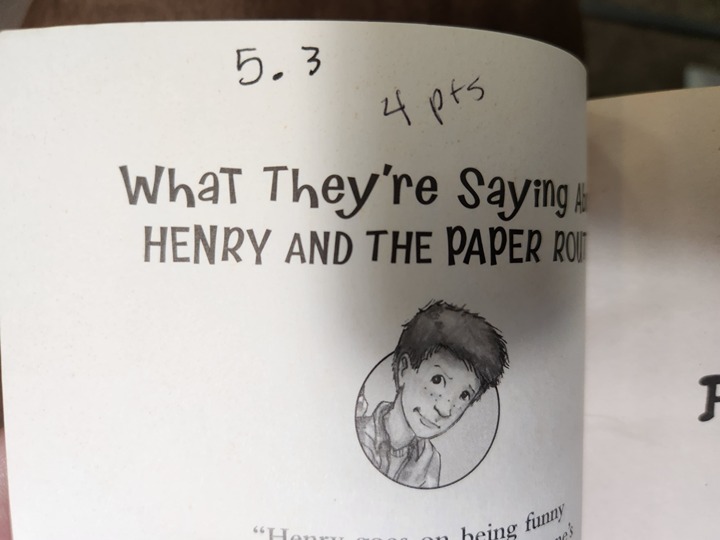 5.3
4 pts
What They're Saying
HENRY AND THE PAPER
"Henry goes on being funny